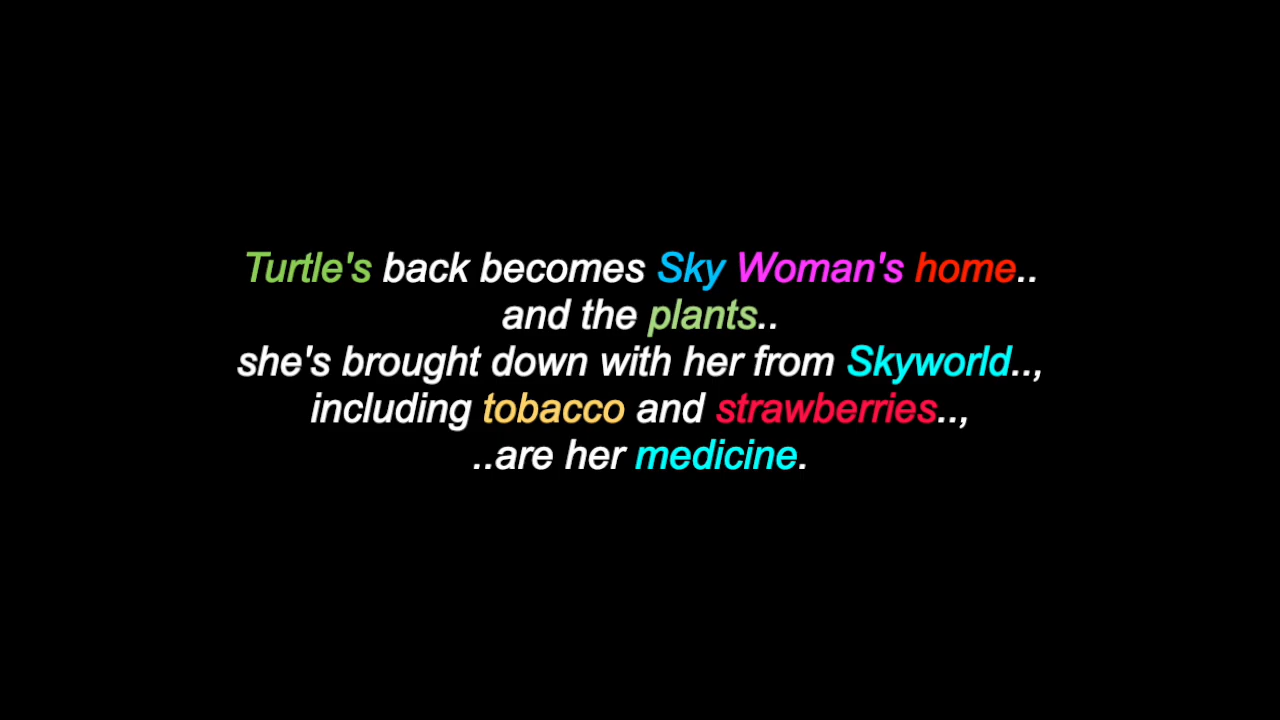 Turtle's back becomes Sky Woman's home..
and the plants..
she's brought down with her from Skyworld..,
including tobacco and strawberries..,
..are her medicine.